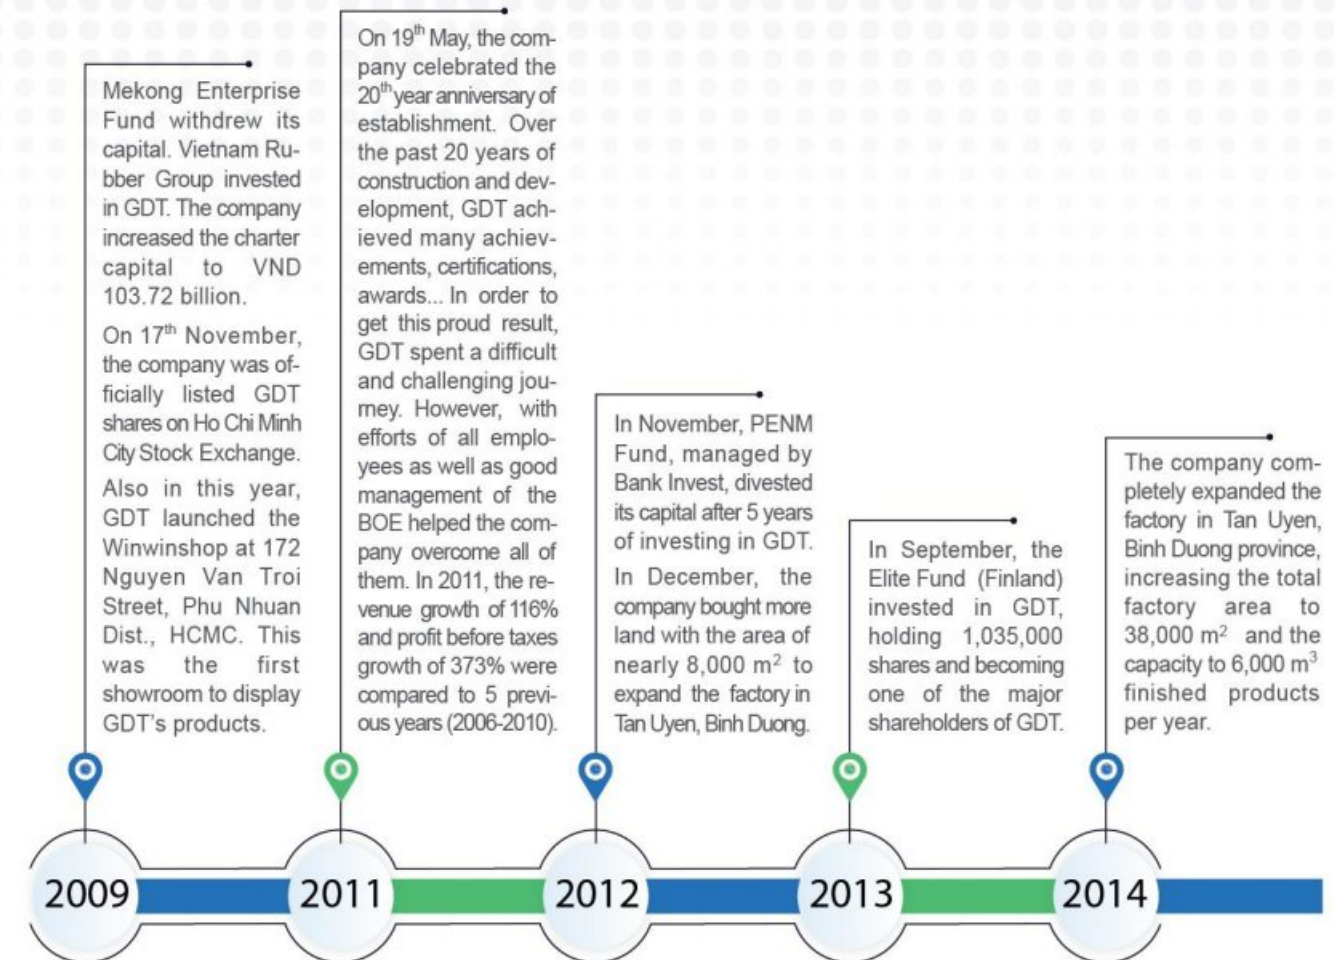 Mekong Enterprise
Fund withdrew its
capital. Vietnam Ru-
bber Group invested
in GDT. The company
increased the charter
capital to VND
103.72 billion.
On 17th November,
the company was of-
ficially listed GDT
shares on Ho Chi Minh
City Stock Exchange.
Also in this year,
GDT launched the
Winwinshop at 172
Nguyen Van Troi
Street, Phu Nhuan
Dist., HCMC. This
was the first
showroom to display
GDT's products.
On 19th May, the com-
pany celebrated the
20th year anniversary of
establishment. Over
the past 20 years of
construction and dev-
elopment, GDT ach-
ieved many achiev-
ements, certifications,
awards... In order to
get this proud result,
GDT spent a difficult
and challenging jou-
rney. However, with
efforts of all emplo-
yees as well as good
management of the
BOE helped the com-
pany overcome all of
them. In 2011, the re-
venue growth of 116%
and profit before taxes
growth of 373% were
compared to 5 previ-
ous years (2006-2010).
In November, PENM
Fund, managed by
Bank Invest, divested
its capital after 5 years
of investing in GDT.
In December, the
company bought more
land with the area of
nearly 8,000 m² to
expand the factory in
Tan Uyen, Binh Duong.
In September, the
Elite Fund (Finland)
invested in GDT,
holding 1,035,000
shares and becoming
one of the major
shareholders of GDT.
The company com-
pletely expanded the
factory in Tan Uyen,
Binh Duong province,
increasing the total
factory area to
38,000 m² and the
capacity to 6,000 m³
finished products
per year.
2009
2011
2012
2013
2014